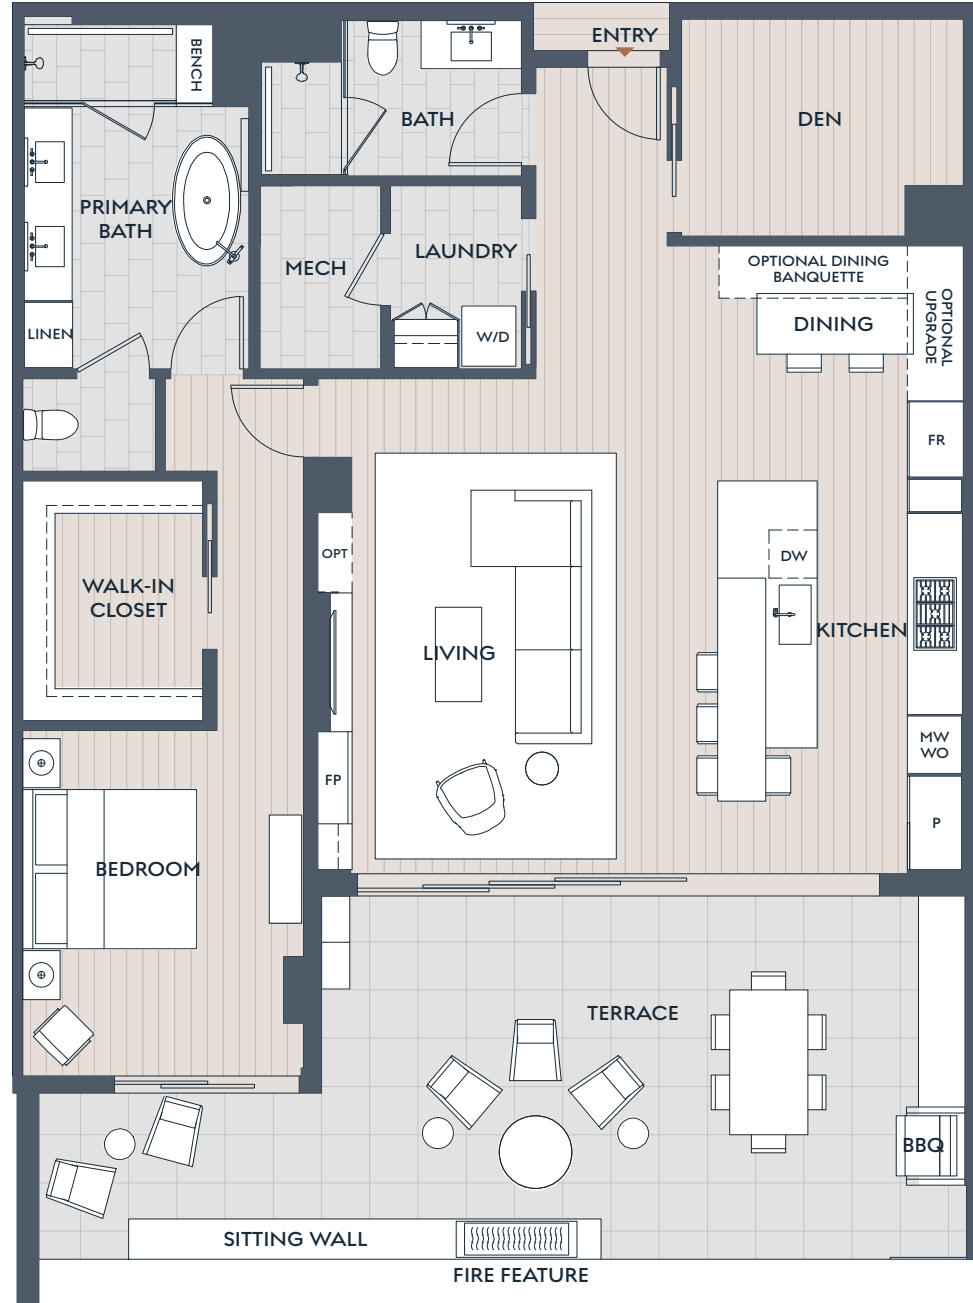 ENTRY
BENCH
BATH
DEN
PRIMARY
BATH
LAUNDRY
MECH
OPTIONAL DINING
BANQUETTE
OPTIONAL
UPGRADE
DINING
LINEN
W/D
FR
OPT
DW
WALK-IN
CLOSET
KITCHEN
LIVING
MW
WO
FP
P
BEDROOM
TERRACE
BBQ
SITTING WALL
FIRE FEATURE